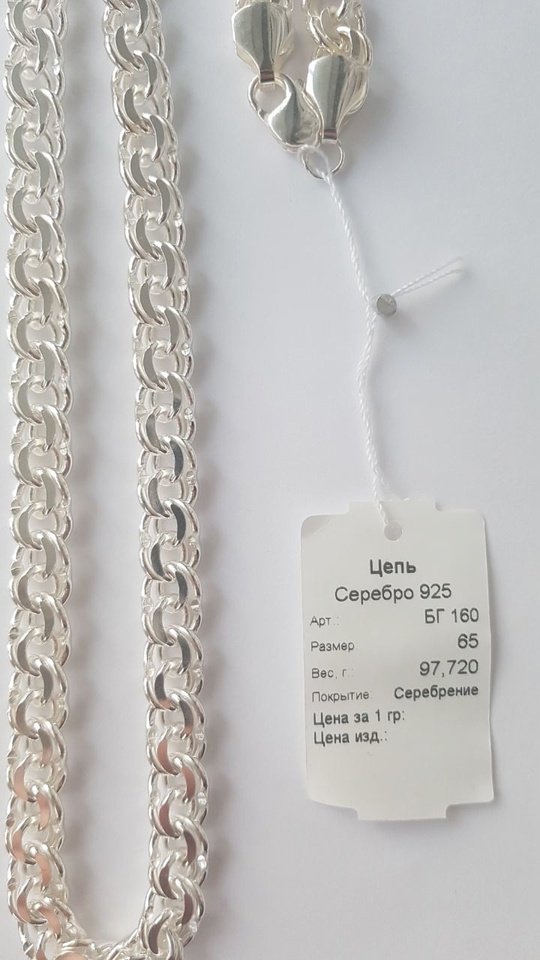 Цепь
Серебро 925
Арт.: БГ 160
Размер: 65
Вес, г.: 97,720
Покрытие: Серебрение
Цена за 1 гр:
Цена изд.: